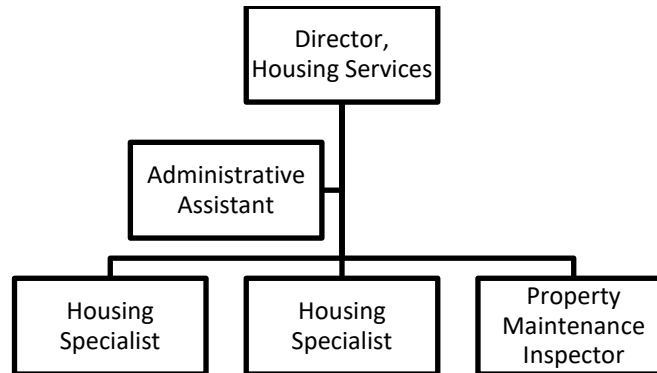 Director,
Housing Services
Administrative
Assistant
Housing
Specialist
Housing
Specialist
Property
Maintenance
Inspector